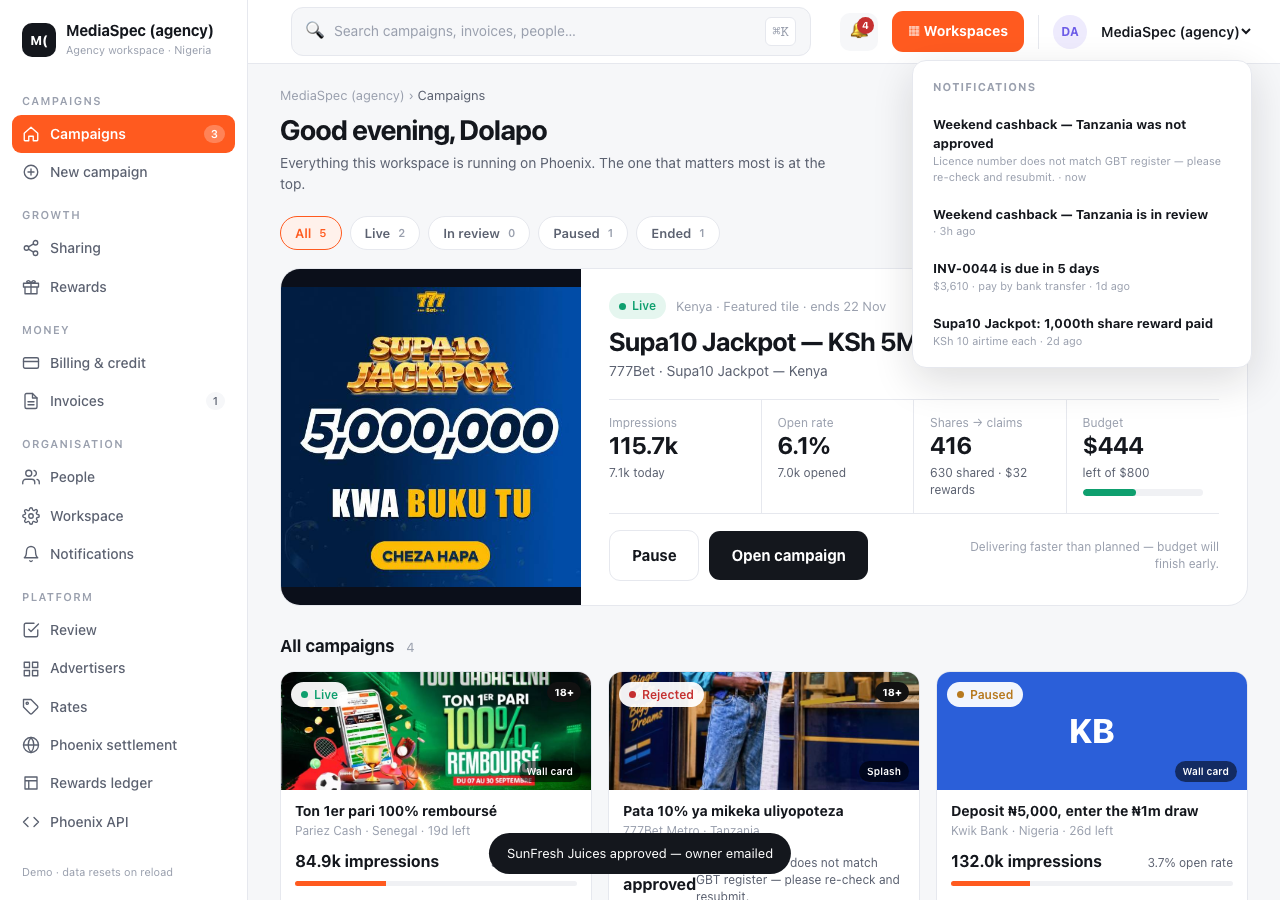 M(
MediaSpec (agency)
Agency workspace · Nigeria
CAMPAIGNS
Campaigns 3
New campaign
GROWTH
Sharing
Rewards
MONEY
Billing & credit
Invoices 1
ORGANISATION
People
Workspace
Notifications
PLATFORM
Review
Advertisers
Rates
Phoenix settlement
Rewards ledger
Phoenix API
Demo · data resets on reload
Search campaigns, invoices, people…
⌘K
4
Workspaces
DA
MediaSpec (agency)
NOTIFICATIONS
Weekend cashback — Tanzania was not
approved
Licence number does not match GBT register — please
re-check and resubmit. · now
Weekend cashback — Tanzania is in review
· 3h ago
INV-0044 is due in 5 days
$3,610 · pay by bank transfer · 1d ago
Supa10 Jackpot: 1,000th share reward paid
KSh 10 airtime each · 2d ago
MediaSpec (agency) › Campaigns
Good evening, Dolapo
Everything this workspace is running on Phoenix. The one that matters most is at the
top.
All 5
Live 2
In review 0
Paused 1
Ended 1
777
Bet
SUPA10
JACKPOT
5,000,000
KWA BUKU TU
CHEZA HAPA
Live
Kenya · Featured tile · ends 22 Nov
Supa10 Jackpot — KSh 5M
777Bet · Supa10 Jackpot — Kenya
Impressions
115.7k
7.1k today
Open rate
6.1%
7.0k opened
Shares → claims
416
630 shared · $32
rewards
Budget
$444
left of $800
Pause
Open campaign
Delivering faster than planned — budget will
finish early.
All campaigns 4
Live
18+
TON 1ER PARI
100%
REMBOURSÉ
DU 07 AU 30 SEPTEMBRE
Wall card
Ton 1er pari 100% remboursé
Pariez Cash · Senegal · 19d left
84.9k impressions
Rejected
18+
Bigger
Dreams
Splash
Pata 10% ya mikeka uliyopoteza
777Bet Metro · Tanzania
approved
does not match
GBT register — please re-check and
resubmit.
Paused
KB
Wall card
Deposit ₦5,000, enter the ₦1m draw
Kwik Bank · Nigeria · 26d left
132.0k impressions
3.7% open rate
SunFresh Juices approved — owner emailed